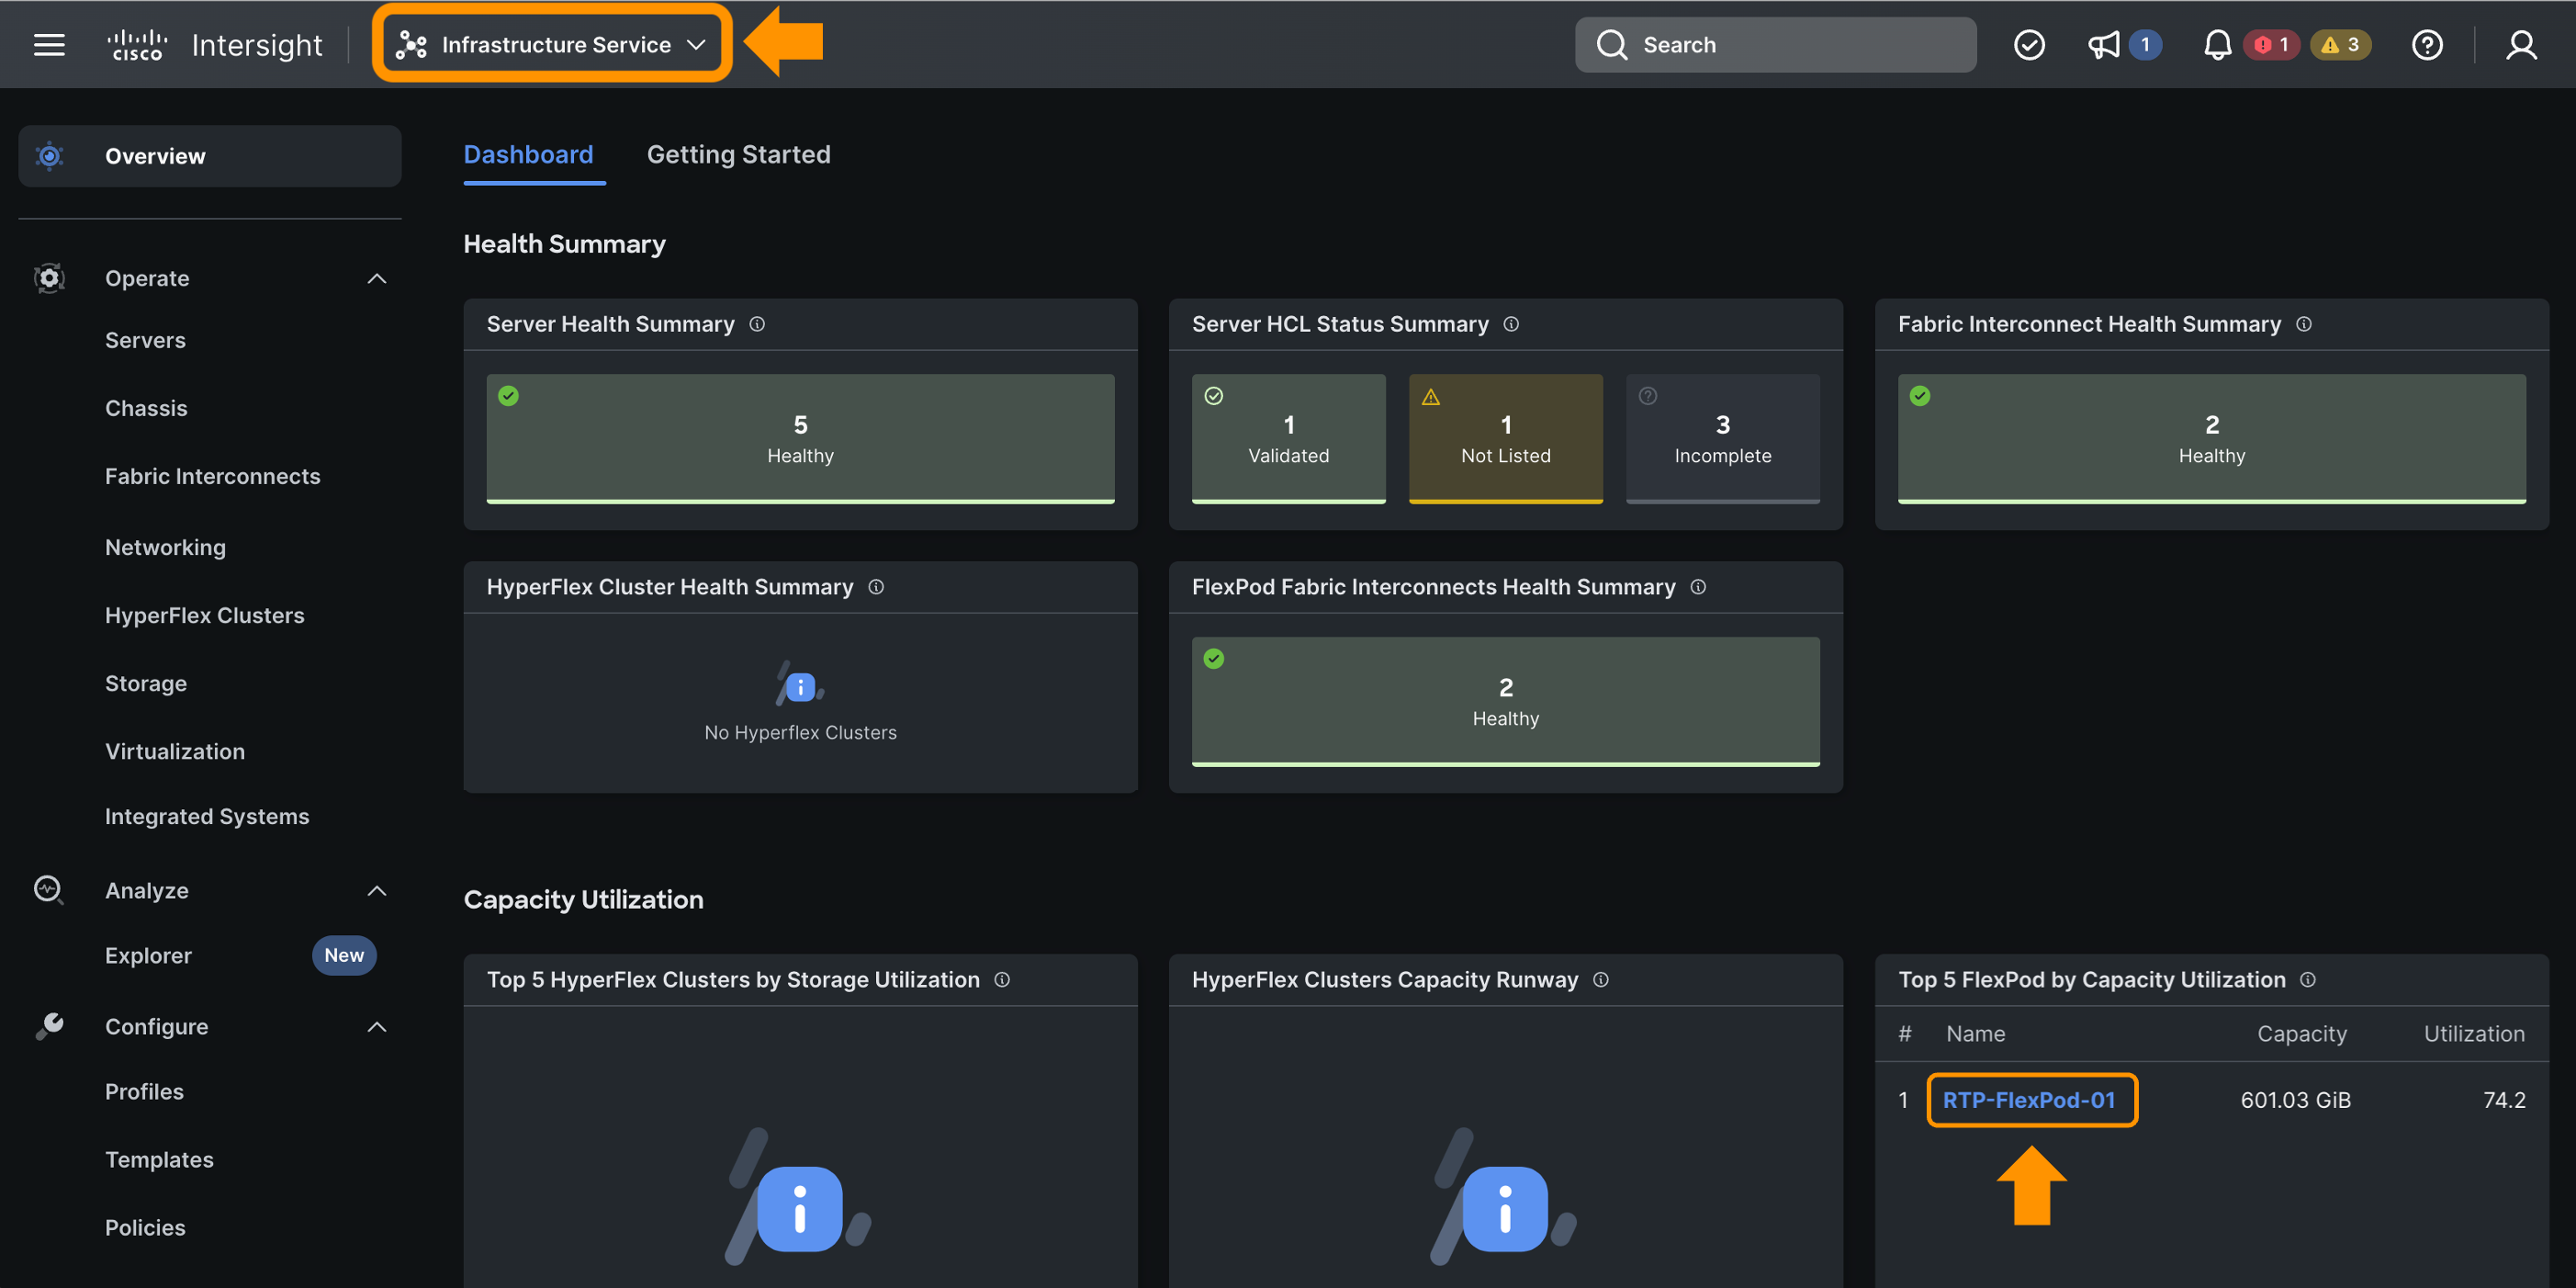 CISCO Intersight Infrastructure Service Search 1 1 3
Overview
Operate
Servers
Chassis
Fabric Interconnects
Networking
HyperFlex Clusters
Storage
Virtualization
Integrated Systems
Analyze
Explorer New
Configure
Profiles
Templates
Policies
Dashboard Getting Started
Health Summary
Server Health Summary
5
Healthy
Server HCL Status Summary
1
Validated
1
Not Listed
3
Incomplete
Fabric Interconnect Health Summary
2
Healthy
HyperFlex Cluster Health Summary
No Hyperflex Clusters
FlexPod Fabric Interconnects Health Summary
2
Healthy
Capacity Utilization
Top 5 HyperFlex Clusters by Storage Utilization
HyperFlex Clusters Capacity Runway
Top 5 FlexPod by Capacity Utilization
# Name Capacity Utilization
1 RTP-FlexPod-01 601.03 GiB 74.2